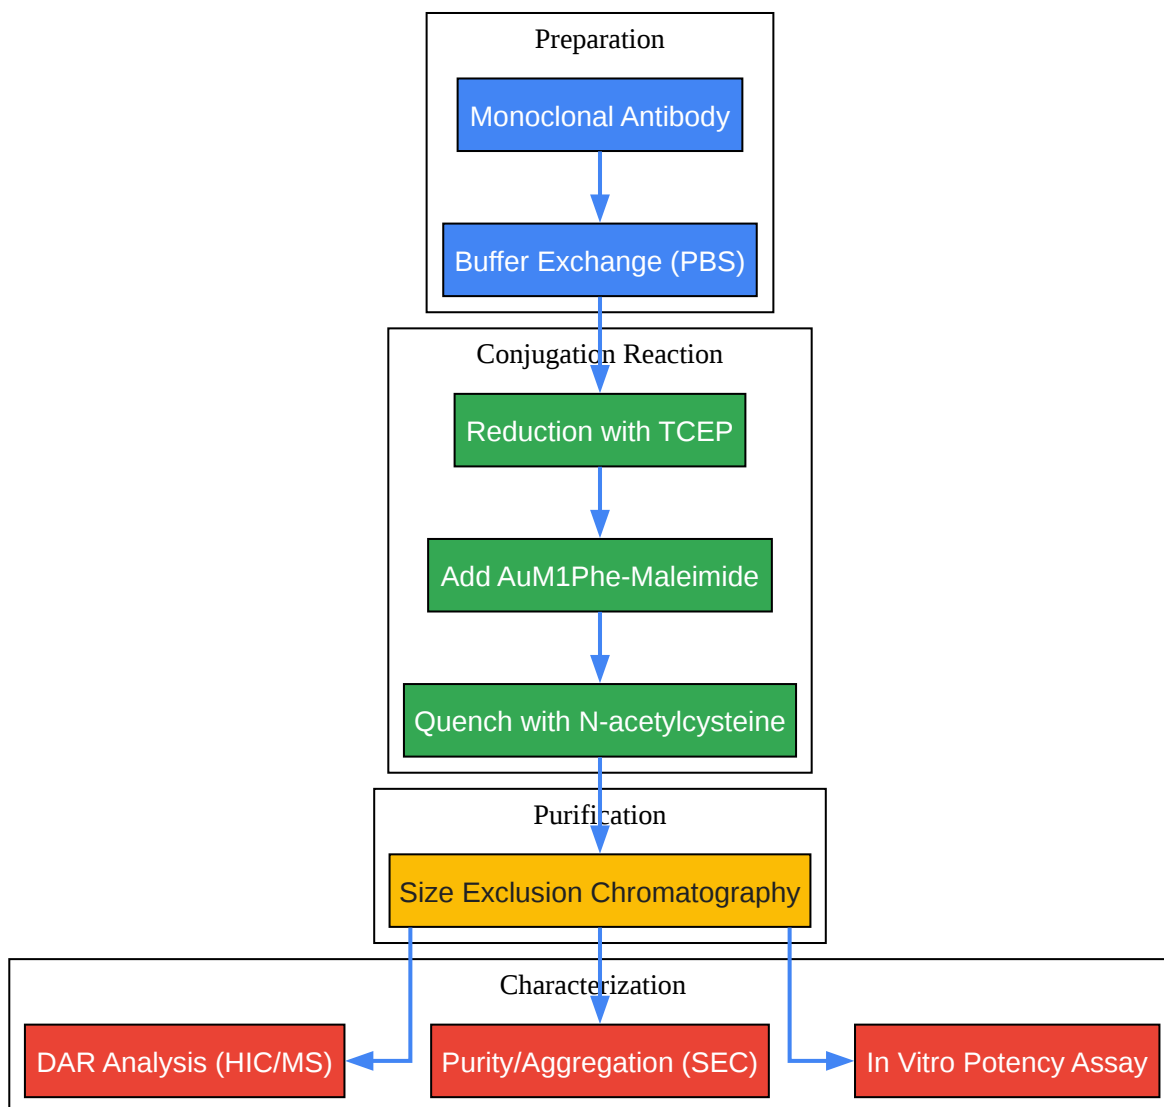 Preparation
Monoclonal Antibody
Buffer Exchange (PBS)
Conjugation Reaction
Reduction with TCEP
Add AuM1Phe-Maleimide
Quench with N-acetylcysteine
Purification
Size Exclusion Chromatography
Characterization
DAR Analysis (HIC/MS)
Purity/Aggregation (SEC)
In Vitro Potency Assay